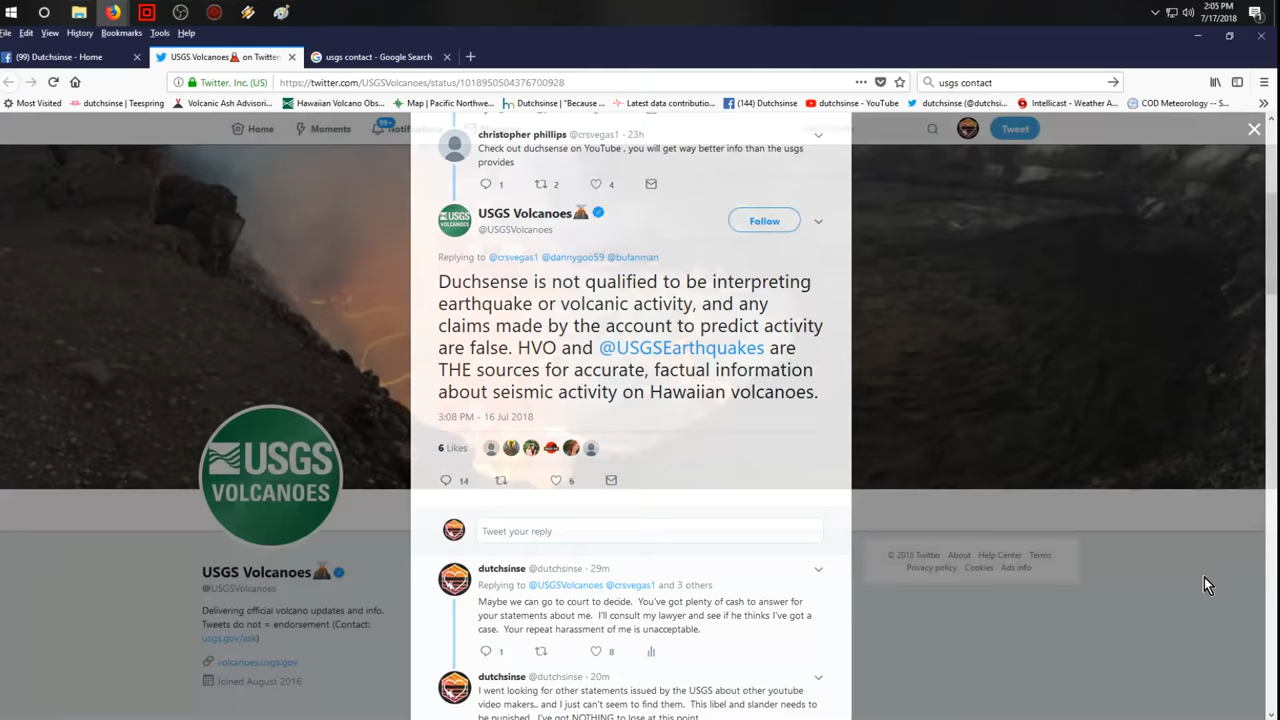 2:05 PM
7/17/2018
File Edit View History Bookmarks Tools Help
(99) Dutchsinse - Home
USGS Volcanoes🌋 on Twitter:
usgs contact - Google Search
Twitter, Inc. (US)
https://twitter.com/USGSVolcanoes/status/1018950504376700928
usgs contact
Most Visited
dutchsinse | Teespring
Volcanic Ash Advisori...
Hawaiian Volcano Obs...
Map | Pacific Northwe...
Dutchsinse | "Because ...
Latest data contributio...
(144) Dutchsinse
dutchsinse - YouTube
dutchsinse (@dutchsi...
Intellicast - Weather A...
COD Meteorology -- S...
Home
Moments
99+
Notifications
Tweet
christopher phillips @crsvegas1 · 23h
Check out duchsense on YouTube , you will get way better info than the usgs
provides
1 2 4
USGS Volcanoes🌋
@USGSVolcanoes
Follow
Replying to @crsvegas1 @dannygoo59 @bufanman
Duchsense is not qualified to be interpreting
earthquake or volcanic activity, and any
claims made by the account to predict activity
are false. HVO and @USGSEarthquakes are
THE sources for accurate, factual information
about seismic activity on Hawaiian volcanoes.
3:08 PM - 16 Jul 2018
6 Likes
14 6
Tweet your reply
dutchsinse @dutchsinse · 29m
Replying to @USGSVolcanoes @crsvegas1 and 3 others
Maybe we can go to court to decide. You've got plenty of cash to answer for
your statements about me. I'll consult my lawyer and see if he thinks I've got a
case. Your repeat harassment of me is unacceptable.
1 8
dutchsinse @dutchsinse · 20m
I went looking for other statements issued by the USGS about other youtube
video makers.. and I just can't seem to find them. This libel and slander needs to
be punished. I've got NOTHING to lose at this point
USGS
VOLCANOES
USGS Volcanoes🌋
@USGSVolcanoes
Delivering official volcano updates and info.
Tweets do not = endorsement (Contact:
usgs.gov/ask)
volcanoes.usgs.gov
Joined August 2016
© 2018 Twitter About Help Center Terms
Privacy policy Cookies Ads info